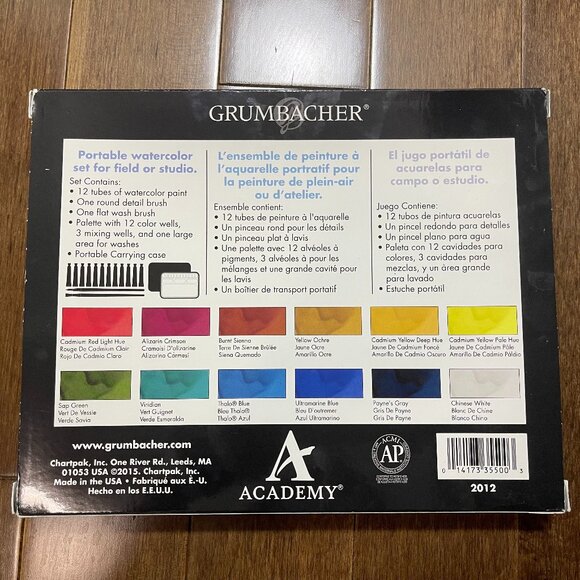 GRUMBACHER®
Portable watercolor
set for field or studio.
Set Contains:
• 12 tubes of watercolor paint
• One round detail brush
• One flat wash brush
• Palette with 12 color wells,
3 mixing wells, and one large
area for washes
• Portable Carrying case
L'ensemble de peinture à
l'aquarelle portratif pour
la peinture de plein-air
ou d'atelier.
Ensemble contient:
• 12 tubes de peinture à l'aquarelle
• Un pinceau rond pour les détails
• Un pinceau plat à lavis
• Une palette avec 12 alvéoles à
pigments, 3 alvéoles à pour les
mélanges et une grande cavité pour
les lavis
• Un boîtier de transport portatif
El jugo portátil de
acuarelas para
campo o estudio.
Juego Contiene:
• 12 tubos de pintura acuarelas
• Un pincel redondo para detalles
• Un pincel plano para agua
• Paleta con 12 cavidades para
colores, 3 cavidades para
mezclas, y un área grande
para lavado
• Estuche portátil
Cadmium Red Light Hue
Rouge De Cadmium Clair
Rojo De Cadmio Claro
Alizarin Crimson
Cramoisi D'alizarine
Alizarina Carmesi
Burnt Sienna
Terre De Sienne Brûlée
Siena Quemado
Yellow Ochre
Jaune Ocre
Amarillo Ocre
Cadmium Yellow Deep Hue
Jaune De Cadmium Foncé
Amarillo De Cadmio Oscuro
Cadmium Yellow Pale Hue
Jaune De Cadmium Pâle
Amarillo De Cadmio Pálido
Sap Green
Vert De Vessie
Verde Savia
Viridian
Vert Guignet
Verde Esmeralda
Thalo® Blue
Bleu Thalo®
Thalo® Azul
Ultramarine Blue
Bleu D'outremer
Azul Ultramarino
Payne's Gray
Gris De Payne
Gris De Payne
Chinese White
Blanc De Chine
Blanco China
www.grumbacher.com
Chartpak, Inc. One River Rd., Leeds, MA
01053 USA ©2015. Chartpak, Inc.
Made in the USA • Fabriqué aux É.-U.
Hecho en los E.E.U.U.
A
ACADEMY®
ACMI
AP
0 14173 35500 3
2012